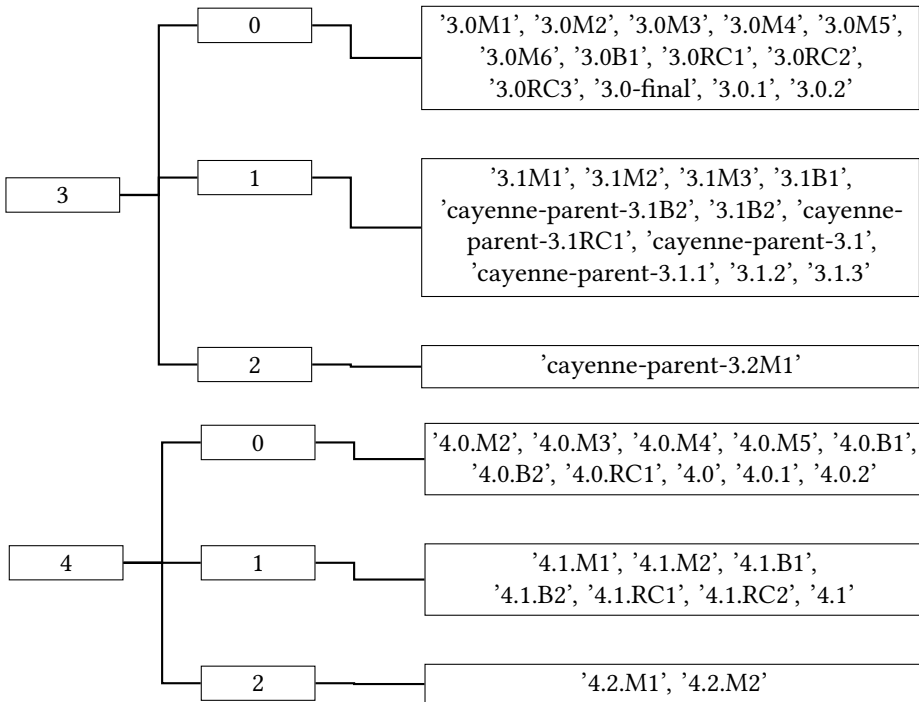 0
'3.0M1', '3.0M2', '3.0M3', '3.0M4', '3.0M5',
'3.0M6', '3.0B1', '3.0RC1', '3.0RC2',
'3.0RC3', '3.0-final', '3.0.1', '3.0.2'
3
1
'3.1M1', '3.1M2', '3.1M3', '3.1B1',
'cayenne-parent-3.1B2', '3.1B2', 'cayenne-
parent-3.1RC1', 'cayenne-parent-3.1',
'cayenne-parent-3.1.1', '3.1.2', '3.1.3'
2
'cayenne-parent-3.2M1'
0
'4.0.M2', '4.0.M3', '4.0.M4', '4.0.M5', '4.0.B1',
'4.0.B2', '4.0.RC1', '4.0', '4.0.1', '4.0.2'
4
1
'4.1.M1', '4.1.M2', '4.1.B1',
'4.1.B2', '4.1.RC1', '4.1.RC2', '4.1'
2
'4.2.M1', '4.2.M2'